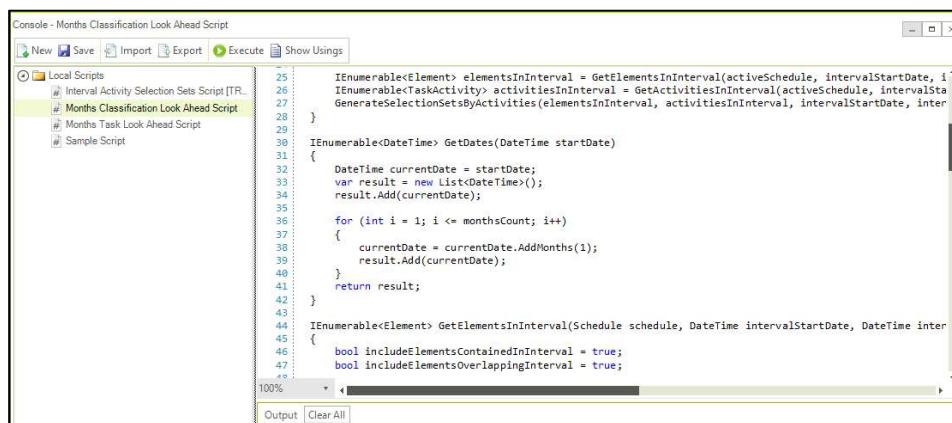 Console - Months Classification Look Ahead Script
New Save Import Export Execute Show Usings
Local Scripts
Interval Activity Selection Sets Script [TR...
Months Classification Look Ahead Script
Months Task Look Ahead Script
Sample Script
25 IEnumerable<Element> elementsInInterval = GetElementsInInterval(activeSchedule, intervalStartDate, i
26 IEnumerable<TaskActivity> activitiesInInterval = GetActivitiesInInterval(activeSchedule, intervalSta
27 GenerateSelectionSetsByActivities(elementsInInterval, activitiesInInterval, intervalStartDate, inter
28 }
29
30 IEnumerable<DateTime> GetDates(DateTime startDate)
31 {
32 DateTime currentDate = startDate;
33 var result = new List<DateTime>();
34 result.Add(currentDate);
35
36 for (int i = 1; i <= monthsCount; i++)
37 {
38 currentDate = currentDate.AddMonths(1);
39 result.Add(currentDate);
40 }
41 return result;
42 }
43
44 IEnumerable<Element> GetElementsInInterval(Schedule schedule, DateTime intervalStartDate, DateTime inter
45 {
46 bool includeElementsContainedInInterval = true;
47 bool includeElementsOverlappingInterval = true;
100%
Output Clear All